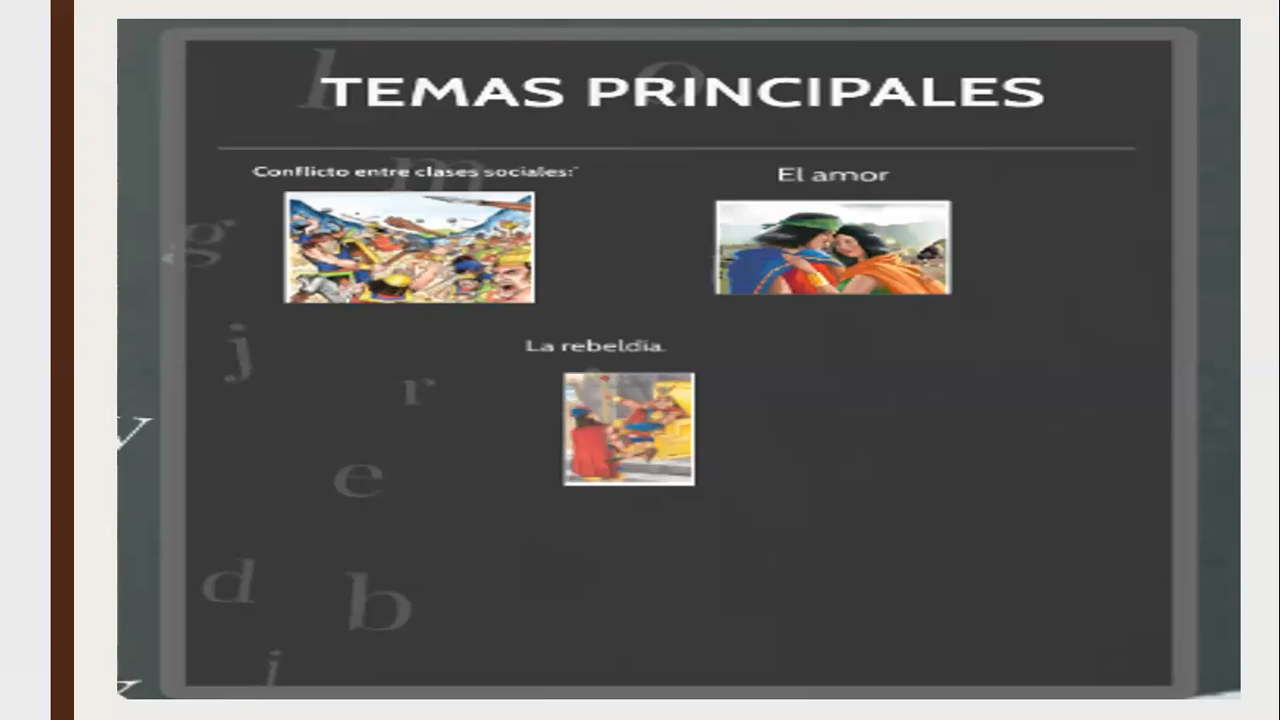 TEMAS PRINCIPALES
Conflicto entre clases sociales:"
El amor
La rebeldía.
l
o
m
g
j
r
v
e
d
b
i